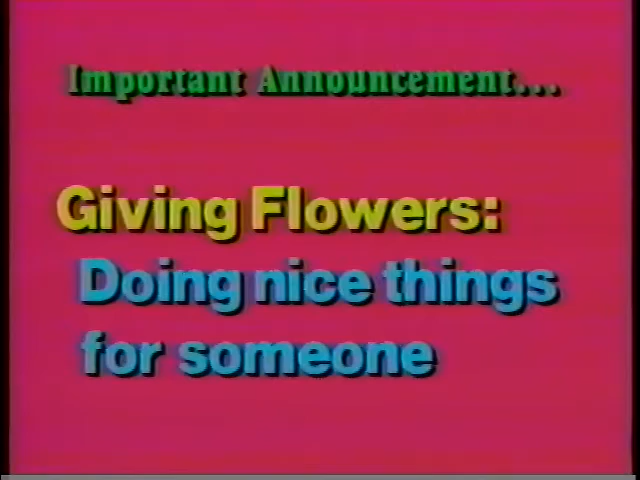 Important Announcement...
Giving Flowers:
Doing nice things
for someone